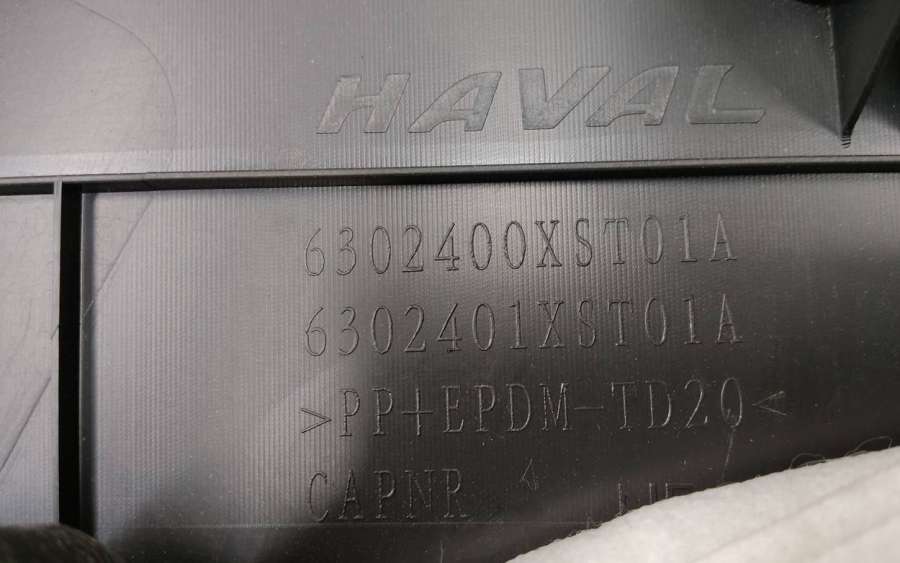 HAVAL
6302400XST01A
6302401XST01A
>PP+EPDM-TD20<
CAPNR